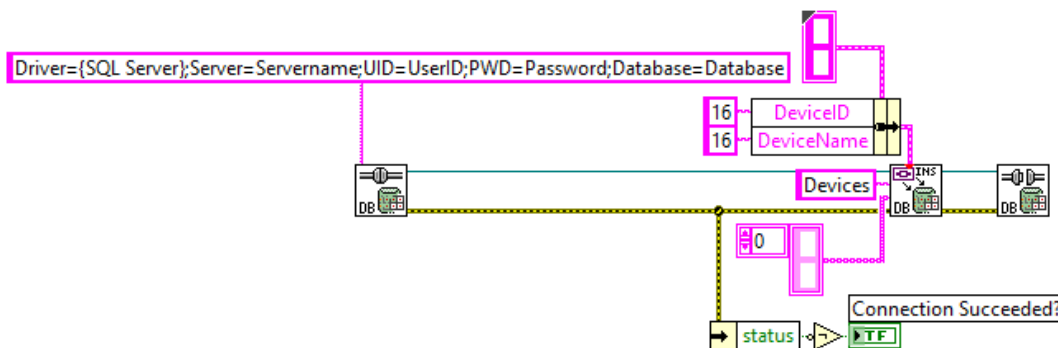 Driver={SQL Server};Server=Servername;UID=UserID;PWD=Password;Database=Database
16 DeviceID
16 DeviceName
INS
Devices
DB
DB
DB
0
Connection Succeeded?
status
TF